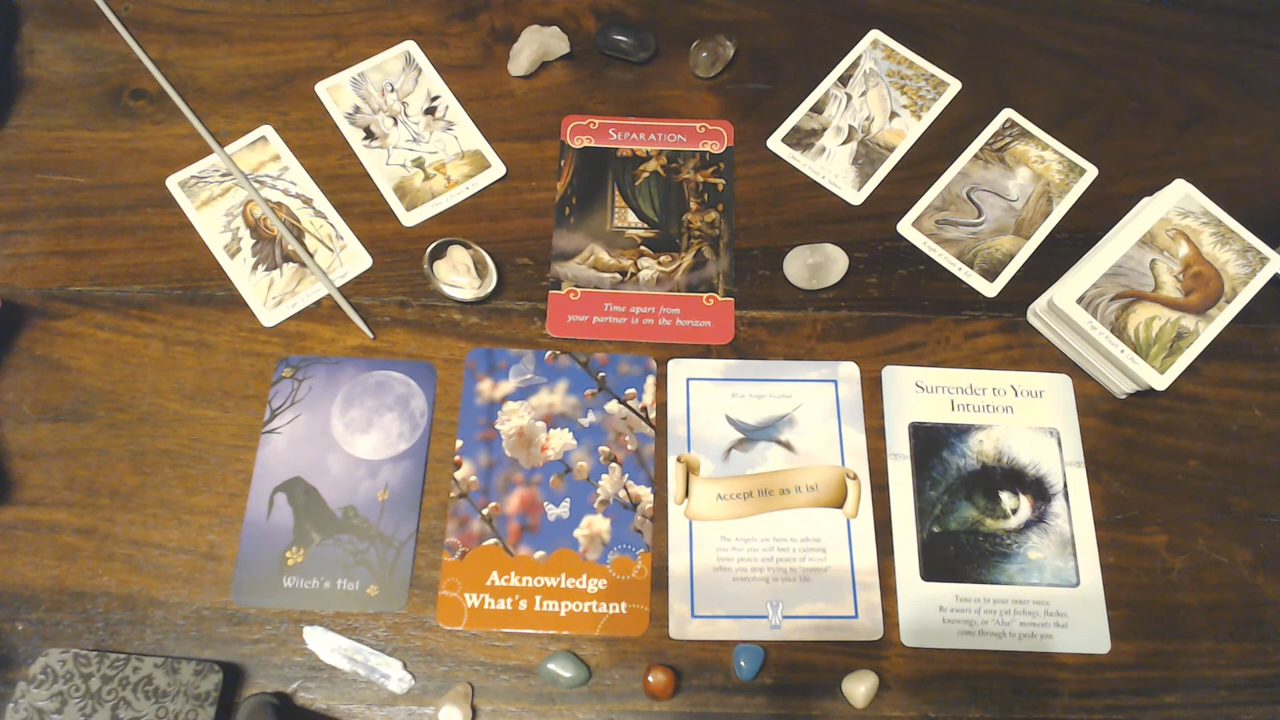 SEPARATION
Time apart from
your partner is on the horizon.
Page of Vessels ★ Otter
Witch's Hat
Acknowledge
What's Important
Blue Angel Feather
Accept life as it is!
The Angels are here to advise
you that you will feel a calming
inner peace and peace of mind
when you stop trying to "control"
everything in your life.
Surrender to Your
Intuition
Tune in to your inner voice.
Be aware of any gut feelings, flashes,
knowings, or "Aha!" moments that
come through to guide you.